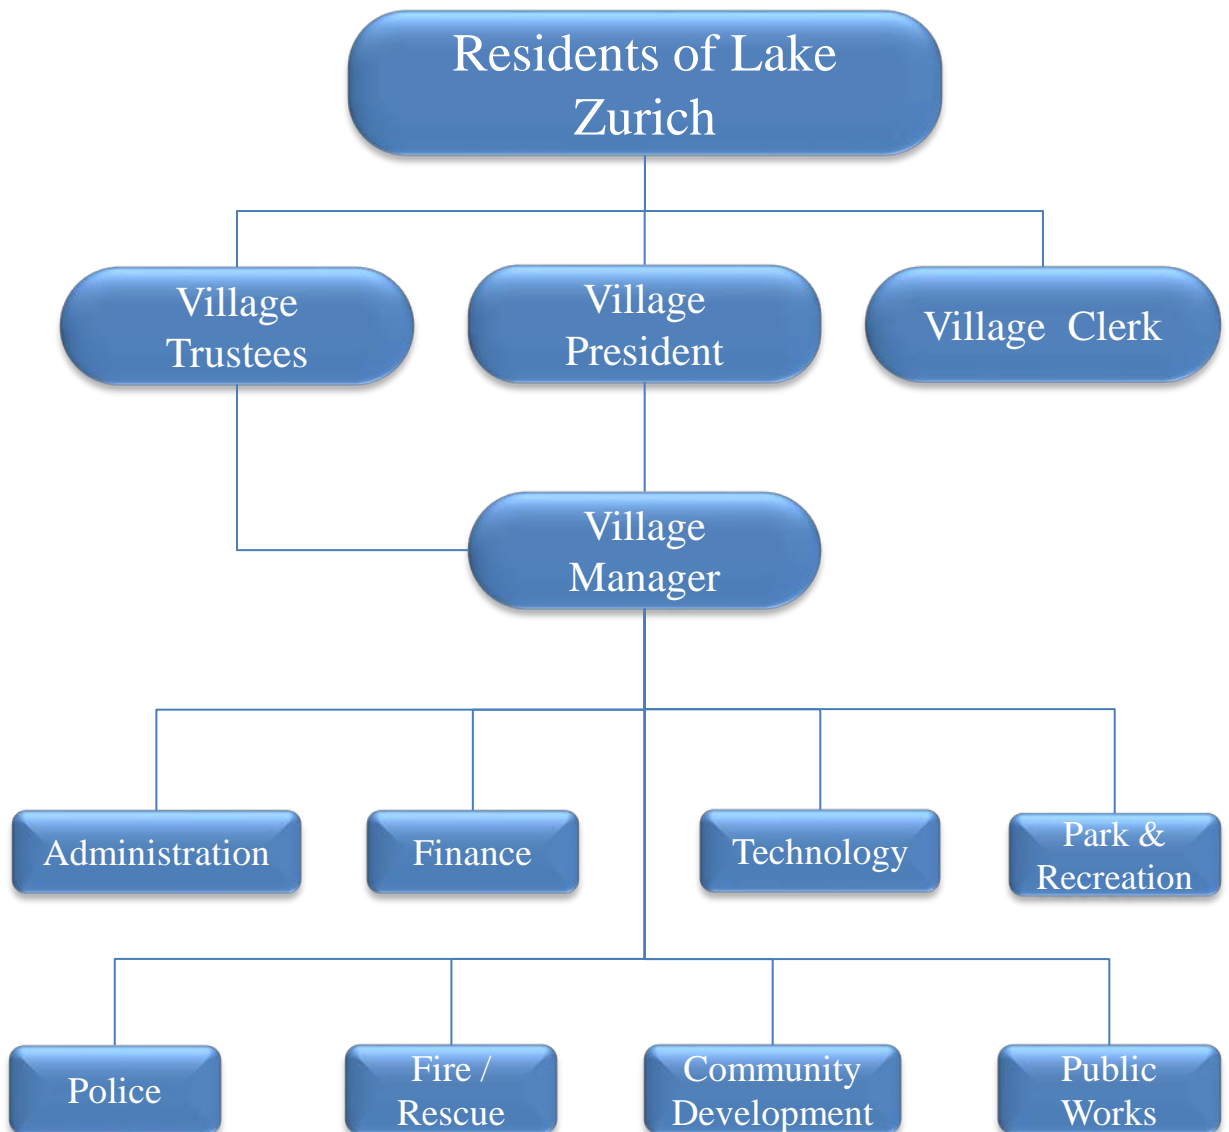 Residents of Lake
Zurich
Village
Trustees
Village
President
Village Clerk
Village
Manager
Administration
Finance
Technology
Park &
Recreation
Police
Fire /
Rescue
Community
Development
Public
Works